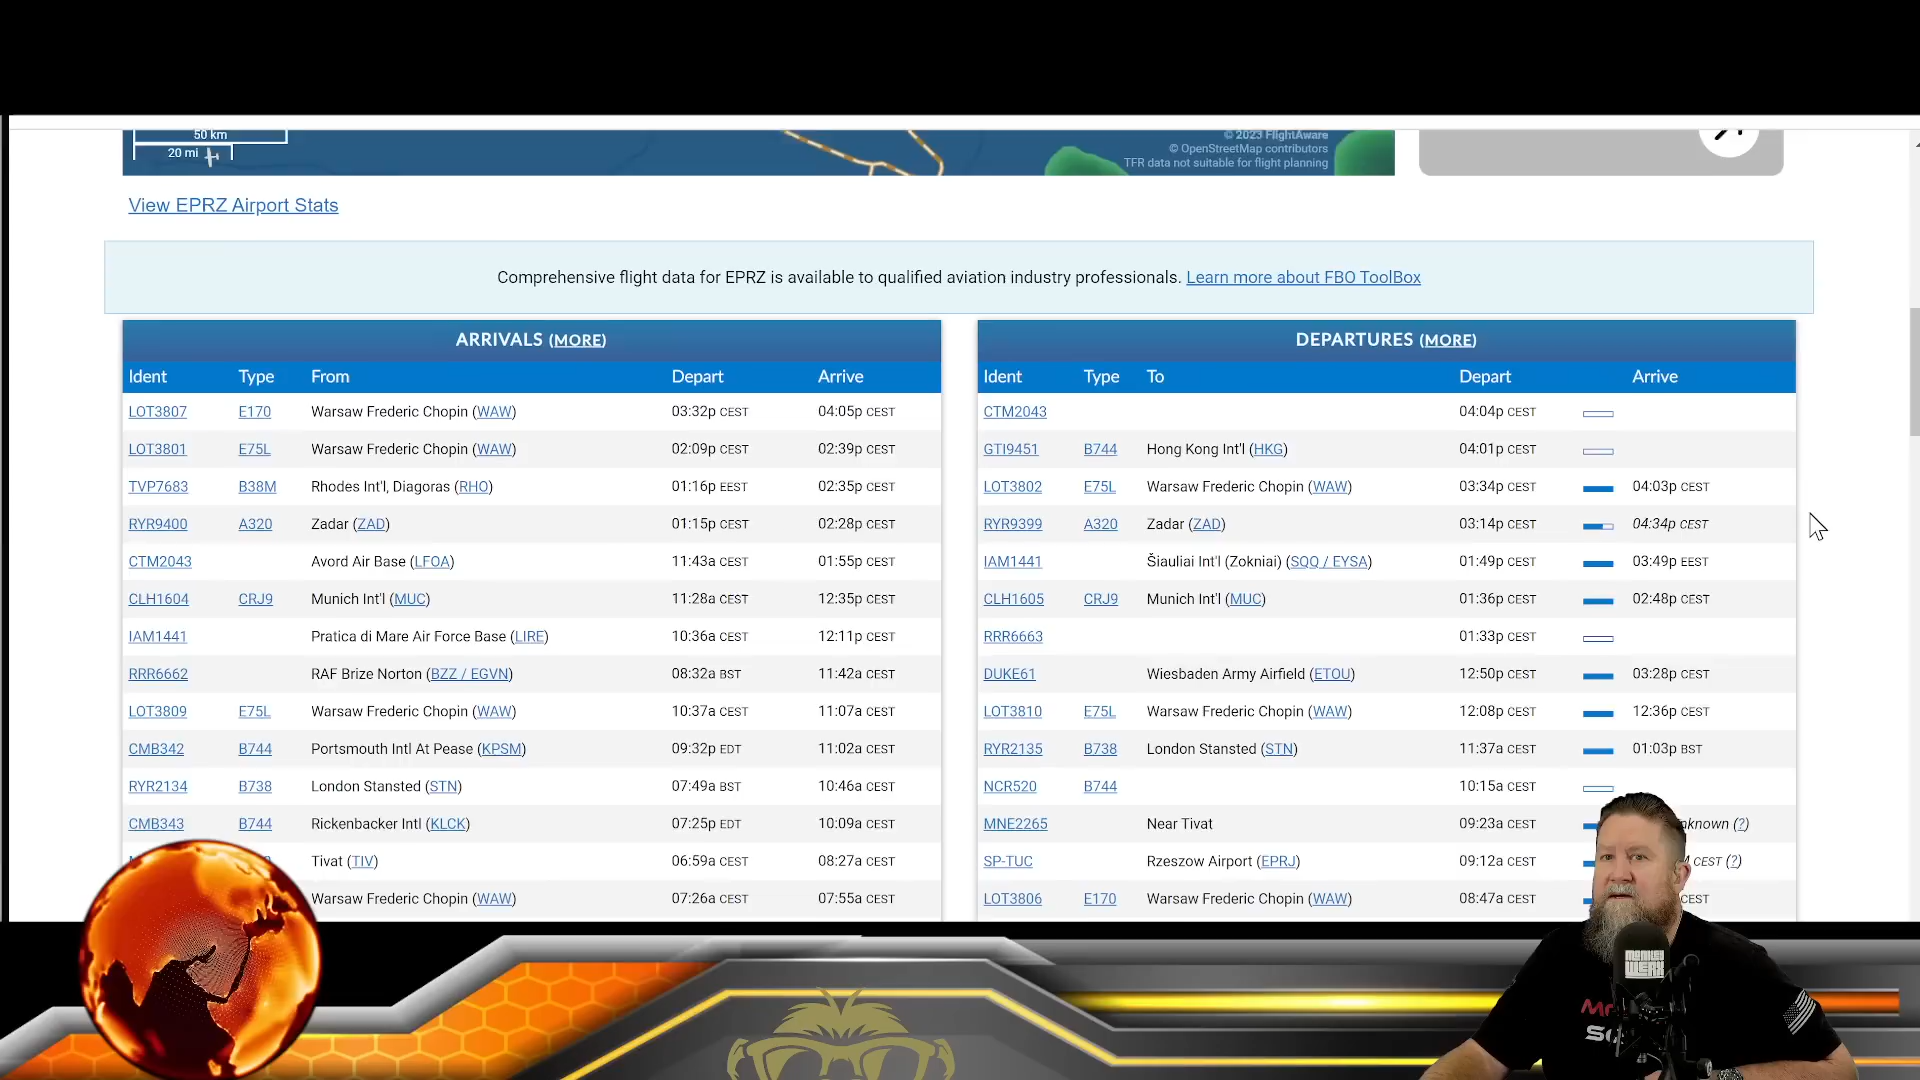 50 km
20 mi
© 2023 FlightAware
© OpenStreetMap contributors
TFR data not suitable for flight planning
View EPRZ Airport Stats
Comprehensive flight data for EPRZ is available to qualified aviation industry professionals. Learn more about FBO ToolBox
ARRIVALS (MORE)
Ident Type From Depart Arrive
LOT3807 E170 Warsaw Frederic Chopin (WAW) 03:32p CEST 04:05p CEST
LOT3801 E75L Warsaw Frederic Chopin (WAW) 02:09p CEST 02:39p CEST
TVP7683 B38M Rhodes Int'l, Diagoras (RHO) 01:16p EEST 02:35p CEST
RYR9400 A320 Zadar (ZAD) 01:15p CEST 02:28p CEST
CTM2043 Avord Air Base (LFOA) 11:43a CEST 01:55p CEST
CLH1604 CRJ9 Munich Int'l (MUC) 11:28a CEST 12:35p CEST
IAM1441 Pratica di Mare Air Force Base (LIRE) 10:36a CEST 12:11p CEST
RRR6662 RAF Brize Norton (BZZ / EGVN) 08:32a BST 11:42a CEST
LOT3809 E75L Warsaw Frederic Chopin (WAW) 10:37a CEST 11:07a CEST
CMB342 B744 Portsmouth Intl At Pease (KPSM) 09:32p EDT 11:02a CEST
RYR2134 B738 London Stansted (STN) 07:49a BST 10:46a CEST
CMB343 B744 Rickenbacker Intl (KLCK) 07:25p EDT 10:09a CEST
Tivat (TIV) 06:59a CEST 08:27a CEST
Warsaw Frederic Chopin (WAW) 07:26a CEST 07:55a CEST
DEPARTURES (MORE)
Ident Type To Depart Arrive
CTM2043 04:04p CEST
GTI9451 B744 Hong Kong Int'l (HKG) 04:01p CEST
LOT3802 E75L Warsaw Frederic Chopin (WAW) 03:34p CEST 04:03p CEST
RYR9399 A320 Zadar (ZAD) 03:14p CEST 04:34p CEST
IAM1441 Šiauliai Int'l (Zokniai) (SQQ / EYSA) 01:49p CEST 03:49p EEST
CLH1605 CRJ9 Munich Int'l (MUC) 01:36p CEST 02:48p CEST
RRR6663 01:33p CEST
DUKE61 Wiesbaden Army Airfield (ETOU) 12:50p CEST 03:28p CEST
LOT3810 E75L Warsaw Frederic Chopin (WAW) 12:08p CEST 12:36p CEST
RYR2135 B738 London Stansted (STN) 11:37a CEST 01:03p BST
NCR520 B744 10:15a CEST
MNE2265 Near Tivat 09:23a CEST (?)
SP-TUC Rzeszow Airport (EPRJ) 09:12a CEST CEST (?)
LOT3806 E170 Warsaw Frederic Chopin (WAW) 08:47a CEST CEST